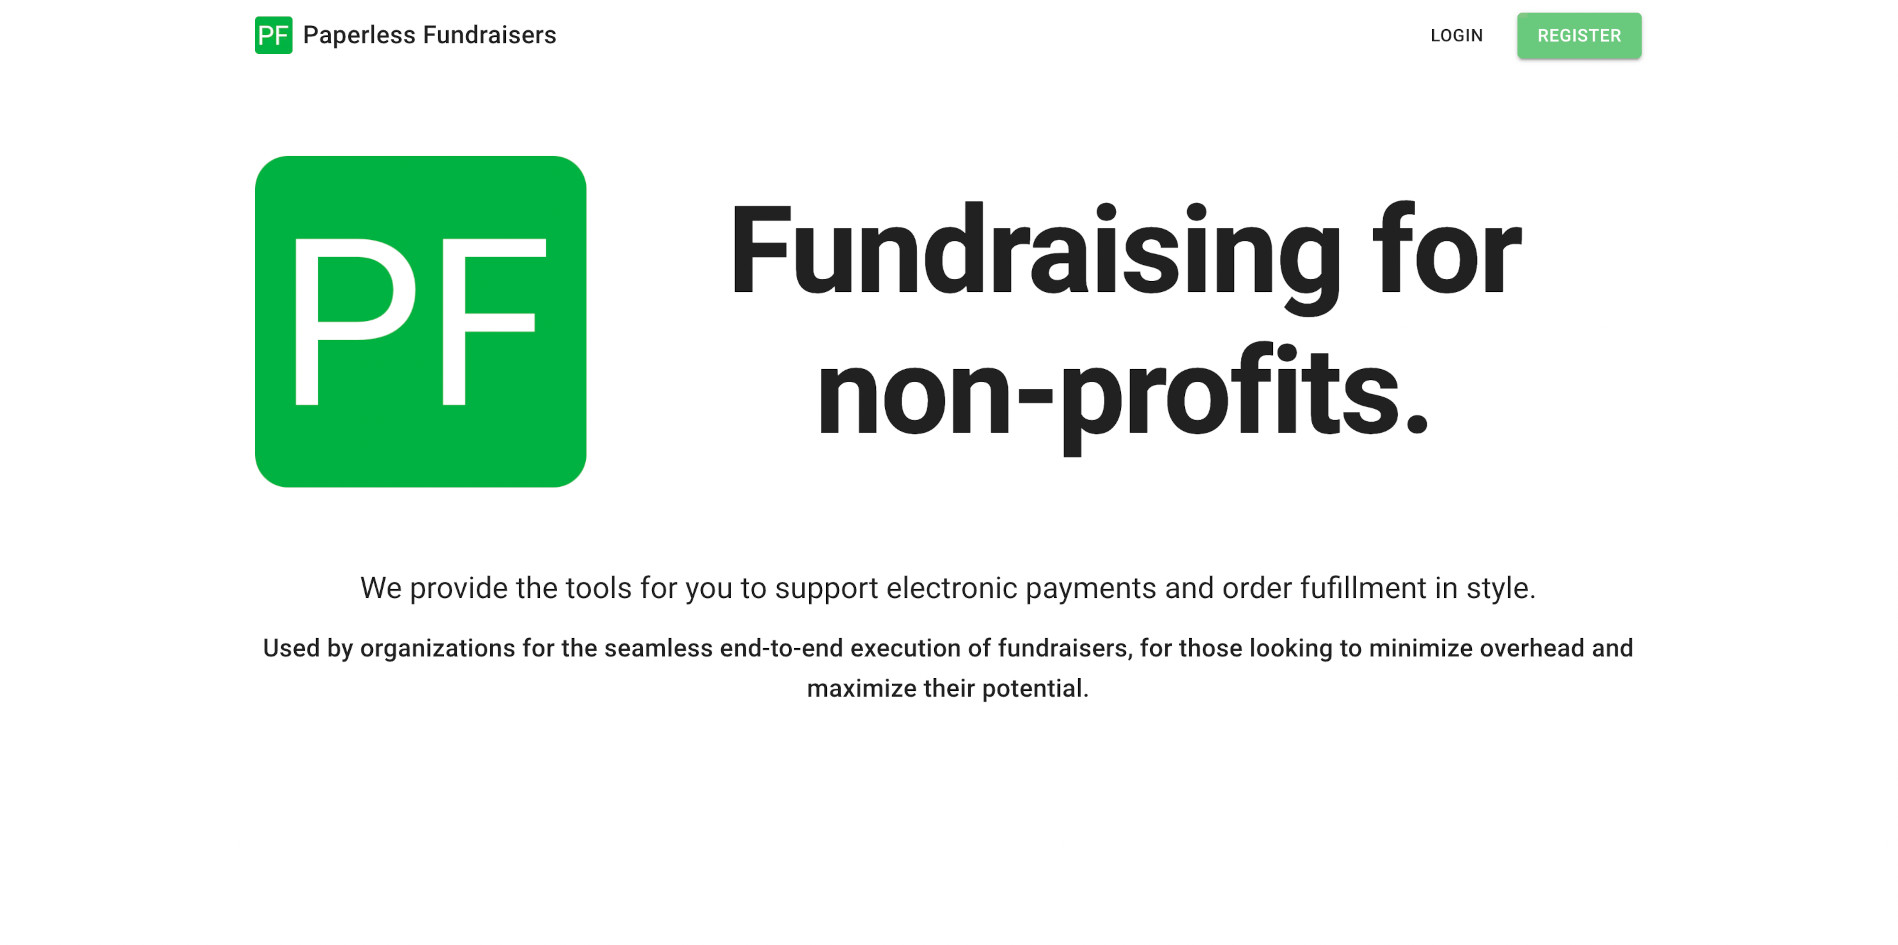 PF Paperless Fundraisers
LOGIN
REGISTER
PF
Fundraising for
non-profits.
We provide the tools for you to support electronic payments and order fufillment in style.
Used by organizations for the seamless end-to-end execution of fundraisers, for those looking to minimize overhead and
maximize their potential.